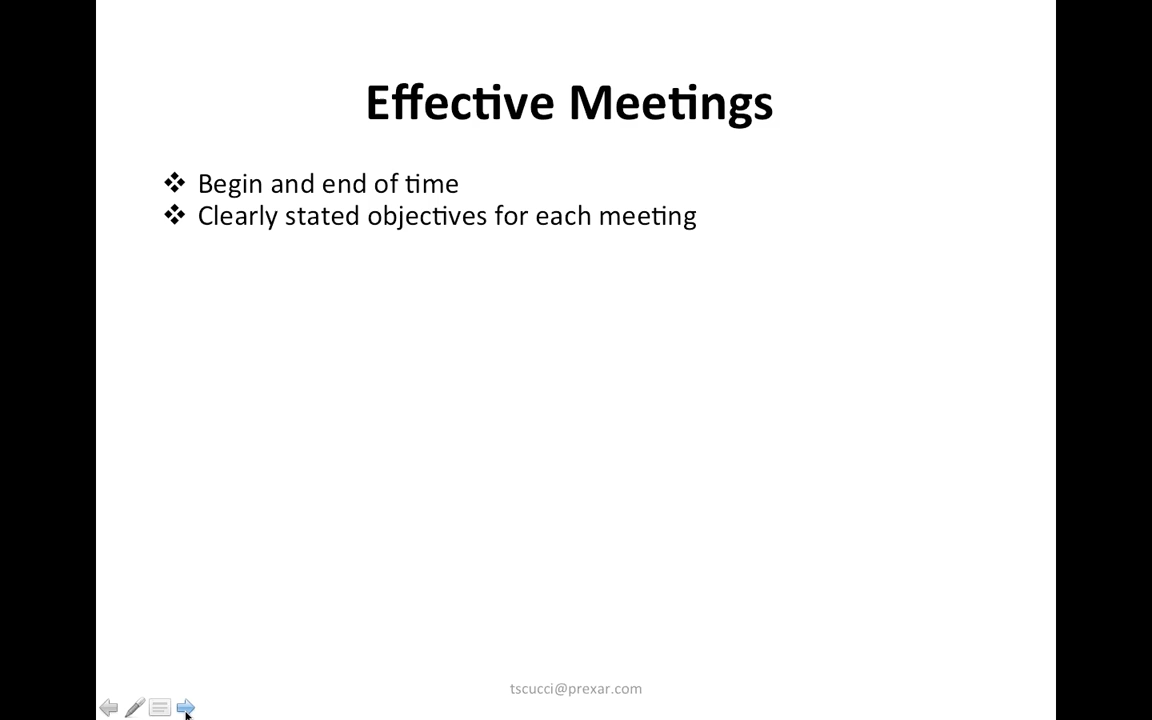 Effective Meetings
❖ Begin and end of time
❖ Clearly stated objectives for each meeting
tscucci@prexar.com